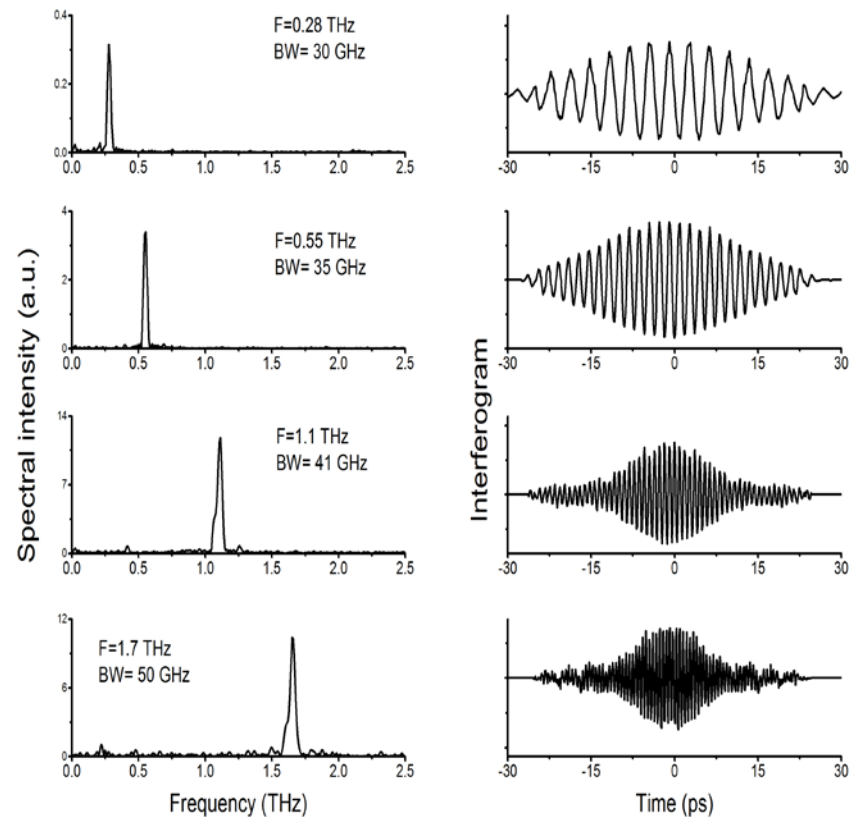 0.4
F=0.28 THz
BW= 30 GHz
0.2
0.0
0.0 0.5 1.0 1.5 2.0 2.5
-30 -15 0 15 30
4
F=0.55 THz
BW= 35 GHz
2
0
0.0 0.5 1.0 1.5 2.0 2.5
-30 -15 0 15 30
Spectral intensity (a.u.)
Interferogram
14
F=1.1 THz
BW= 41 GHz
7
0
0.0 0.5 1.0 1.5 2.0 2.5
-30 -15 0 15 30
12
F=1.7 THz
BW= 50 GHz
6
0
0.0 0.5 1.0 1.5 2.0 2.5
-30 -15 0 15 30
Frequency (THz)
Time (ps)